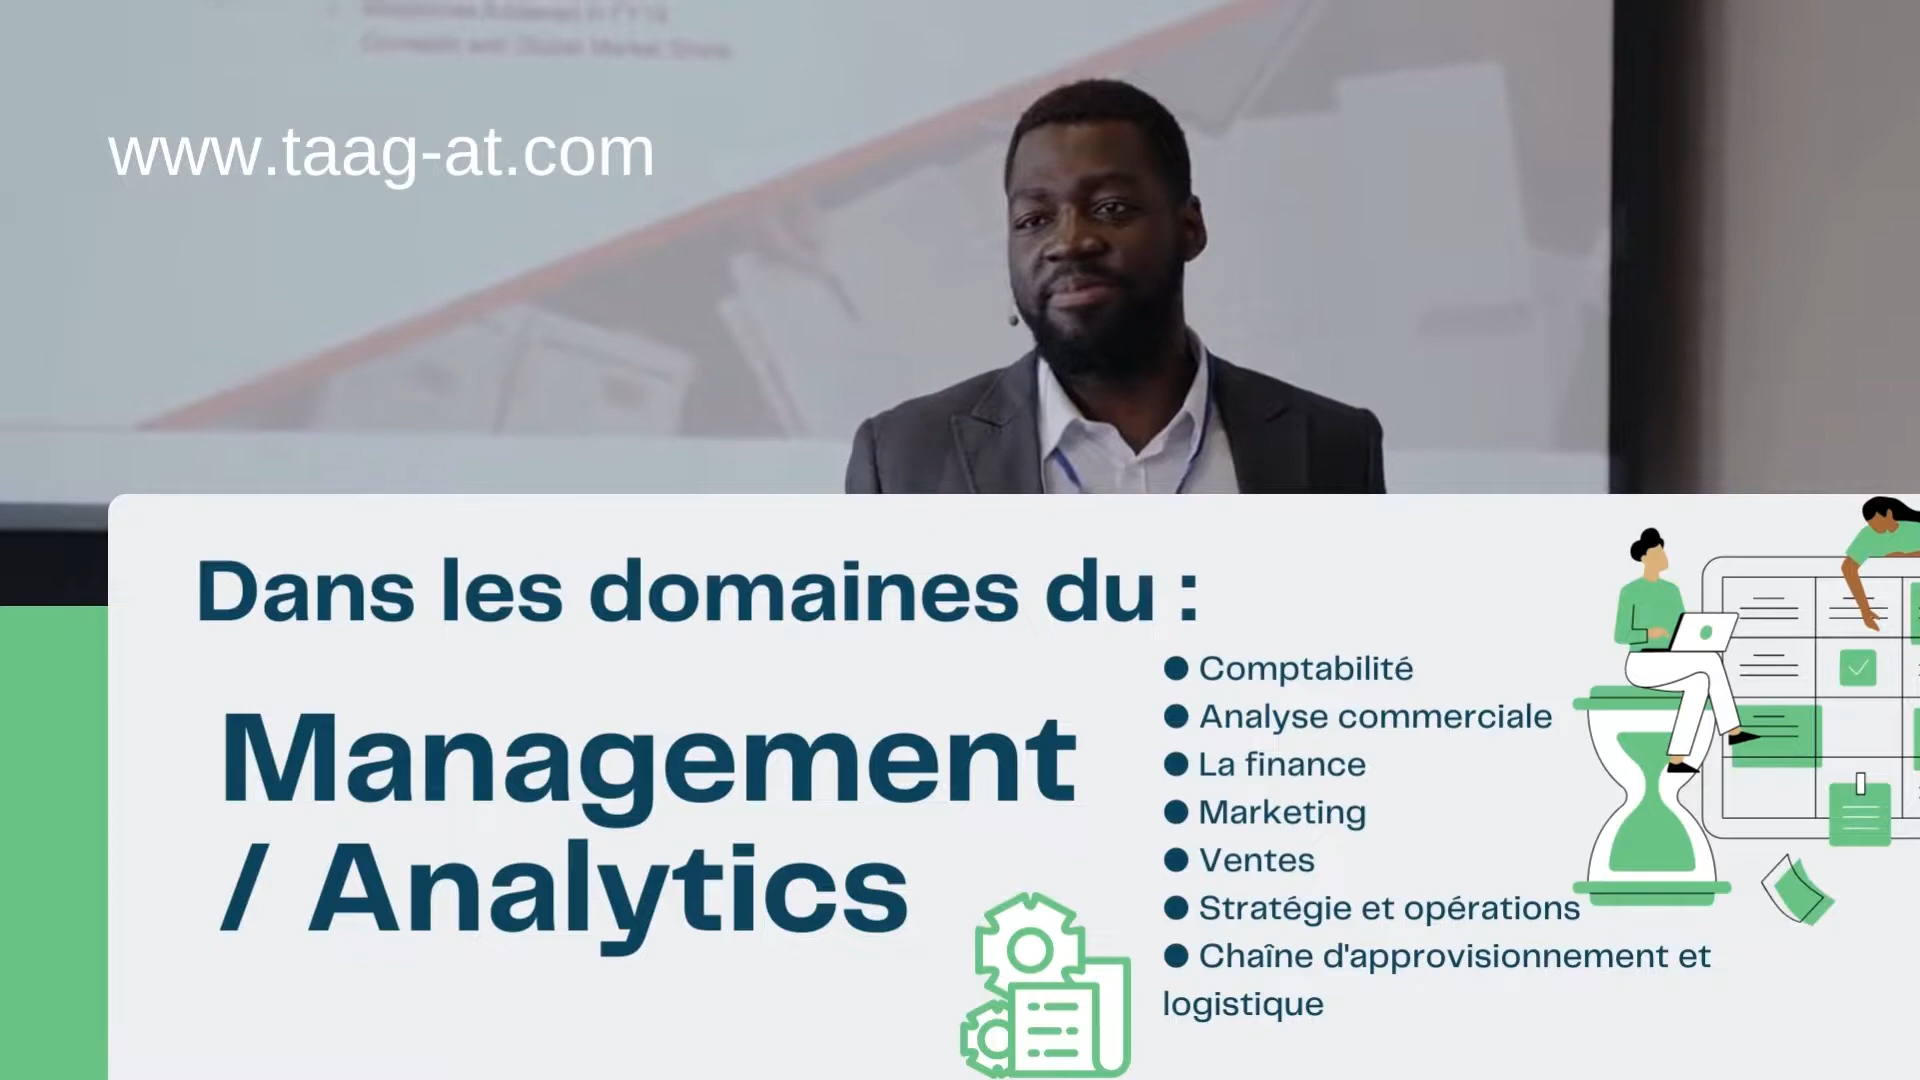 www.taag-at.com
Dans les domaines du :
Management
/ Analytics
● Comptabilité
● Analyse commerciale
● La finance
● Marketing
● Ventes
● Stratégie et opérations
● Chaîne d'approvisionnement et
logistique